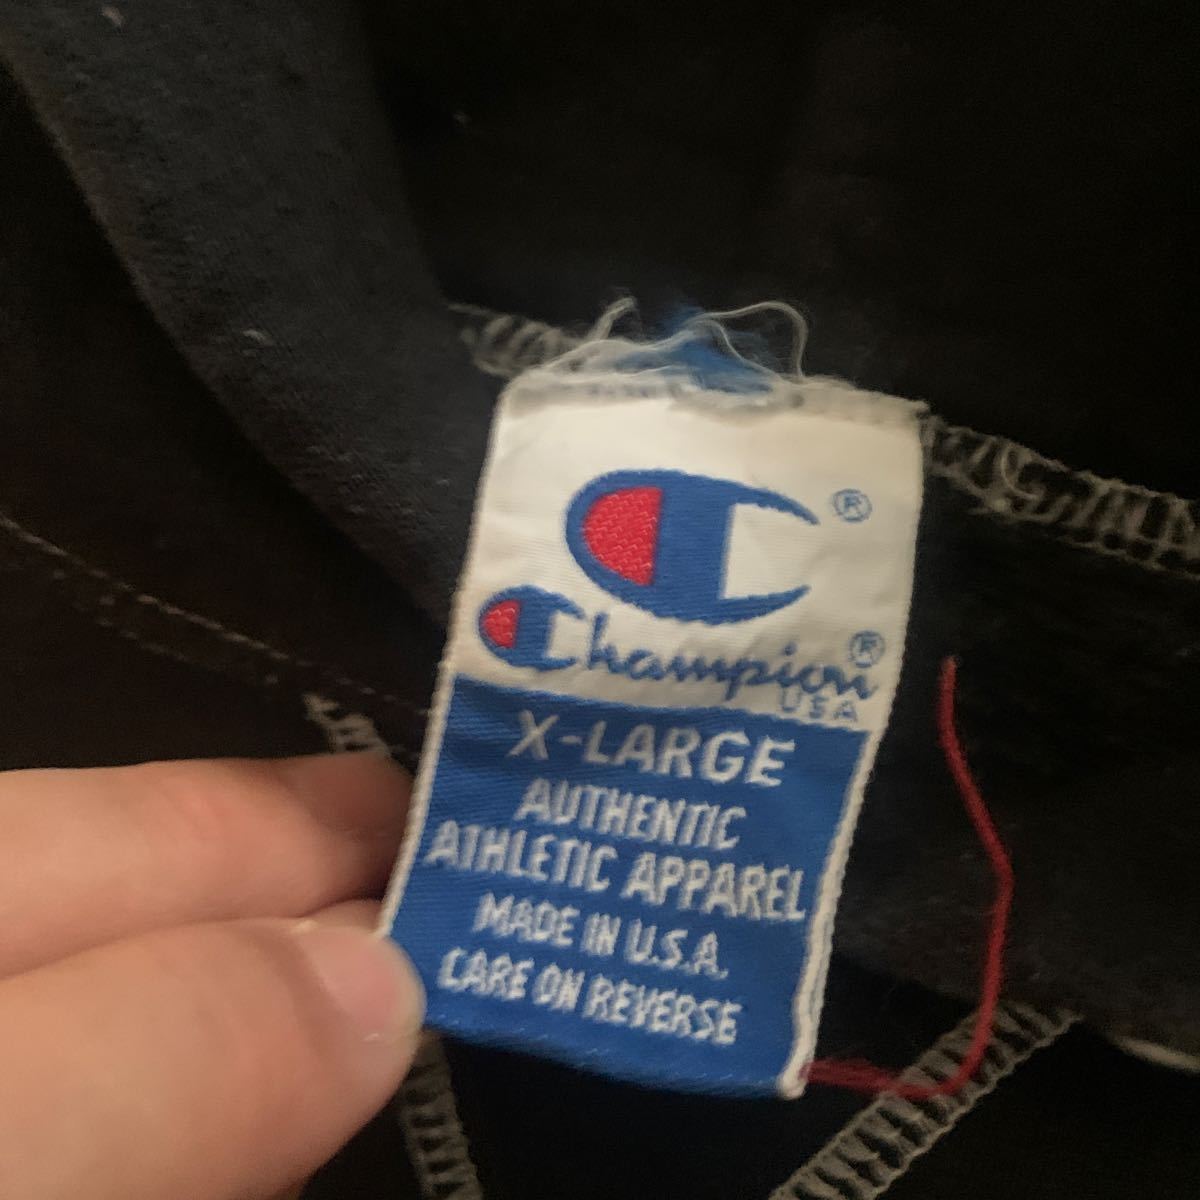 ®
Champion®
USA
X-LARGE
AUTHENTIC
ATHLETIC APPAREL
MADE IN U.S.A.
CARE ON REVERSE